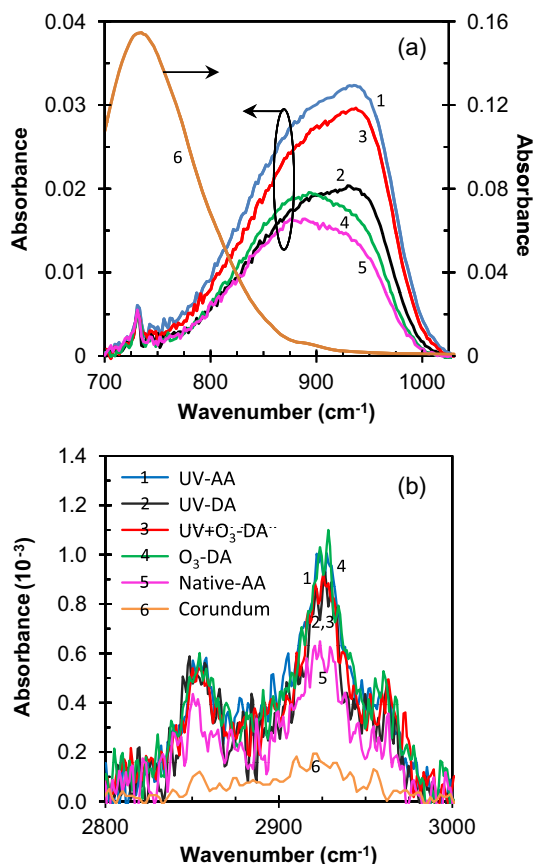 (a)
0.04
0.03
0.02
0.01
0
Absorbance
0.16
0.12
0.08
0.04
0
Absorbance
1
3
2
4
5
6
700
800
900
1000
Wavenumber (cm-1)
(b)
1.4
1.2
1.0
0.8
0.6
0.4
0.2
0.0
Absorbance (10-3)
1 UV-AA
2 UV-DA
3 UV+O3-DA
4 O3-DA
5 Native-AA
6 Corundum
1
4
2,3
5
6
2800
2900
3000
Wavenumber (cm-1)